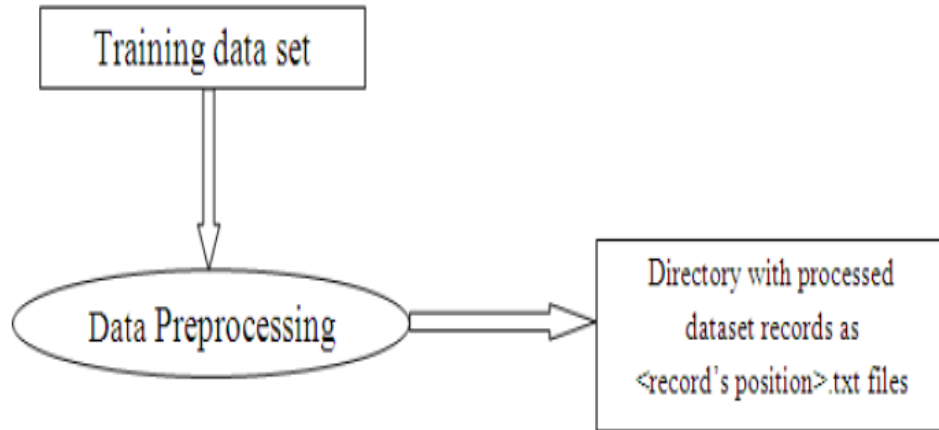 Training data set
Data Preprocessing
Directory with processed
dataset records as
<record's position>.txt files